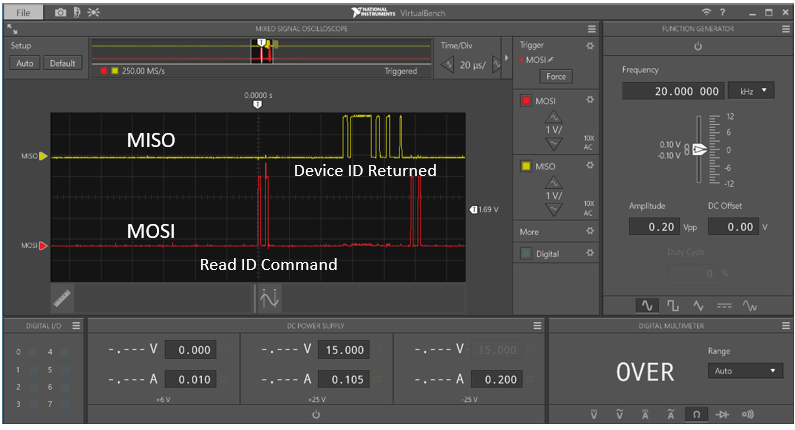 File
NATIONAL INSTRUMENTS VirtualBench
?
MIXED SIGNAL OSCILLOSCOPE
Setup
Auto Default
250.00 MS/s
T
Triggered
Time/Div
20 µs/
Trigger
MOSI
Force
MOSI
1 V/
10X
AC
MISO
1 V/
10X
AC
More
Digital
0.0000 s
T
MISO
MISO
Device ID Returned
T 1.69 V
MOSI
MOSI
Read ID Command
FUNCTION GENERATOR
Frequency
20.000 000 kHz
12
6
0
-6
-12
0.10 V
-0.10 V
Amplitude
0.20 Vpp
DC Offset
0.00 V
Duty Cycle
0 %
DIGITAL I/O
0 4
1 5
2 6
3 7
DC POWER SUPPLY
-.--- V 0.000
-.--- A 0.010
+6 V
-.--- V 15.000
-.--- A 0.105
+25 V
-.--- V 15.000
-.--- A 0.200
-25 V
DIGITAL MULTIMETER
OVER
Range
Auto
V V A A Ω